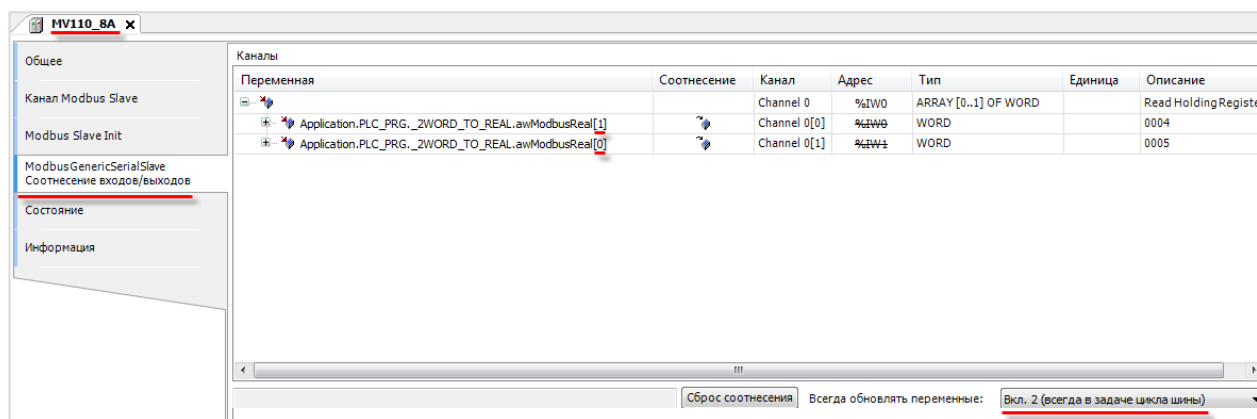 MV110_8A X
Общее
Канал Modbus Slave
Modbus Slave Init
ModbusGenericSerialSlave
Соотнесение входов/выходов
Состояние
Информация
Каналы
Переменная Соотнесение Канал Адрес Тип Единица Описание
Channel 0 %IW0 ARRAY [0..1] OF WORD Read Holding Registe
Application.PLC_PRG._2WORD_TO_REAL.awModbusReal[1] Channel 0[0] %IW0 WORD 0004
Application.PLC_PRG._2WORD_TO_REAL.awModbusReal[0] Channel 0[1] %IW1 WORD 0005
Сброс соотнесения Всегда обновлять переменные: Вкл. 2 (всегда в задаче цикла шины)